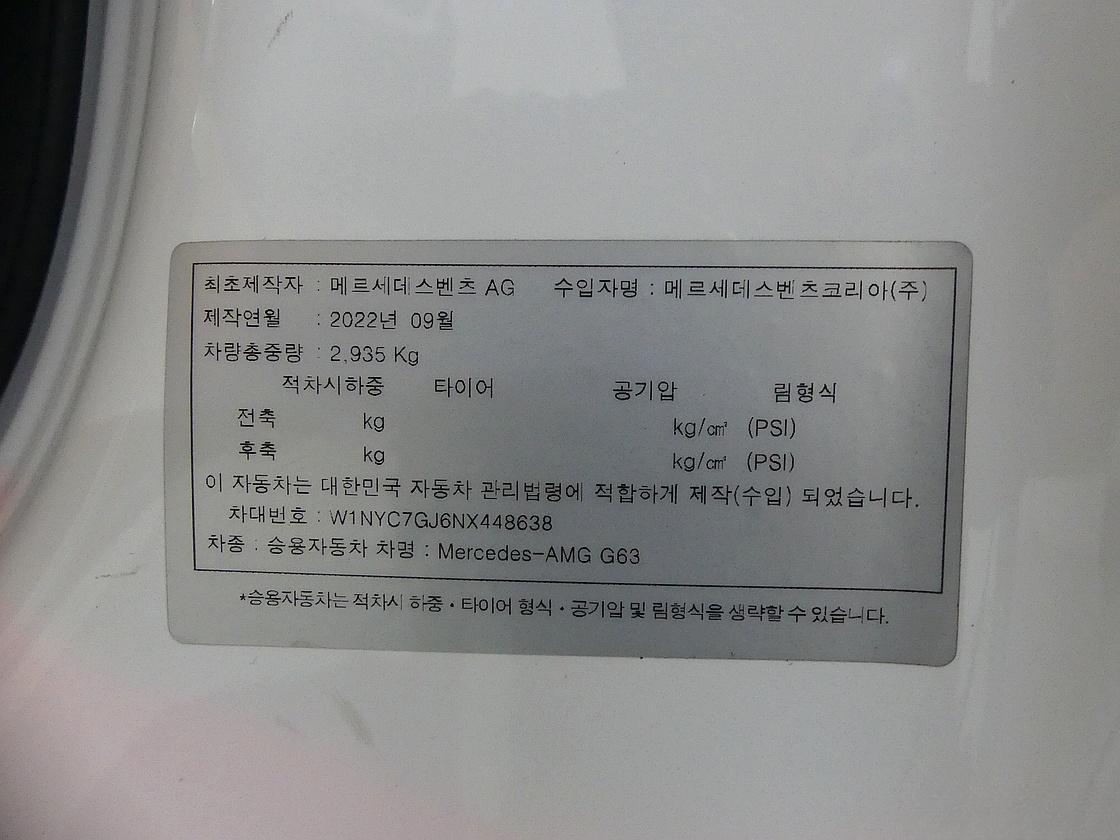 최초제작자 : 메르세데스벤츠 AG 수입자명 : 메르세데스벤츠코리아(주)
제작연월 : 2022년 09월
차량총중량 : 2,935 Kg
적차시하중 타이어 공기압 림형식
전축 kg kg/㎠ (PSI)
후축 kg kg/㎠ (PSI)
이 자동차는 대한민국 자동차 관리법령에 적합하게 제작(수입) 되었습니다.
차대번호 : W1NYC7GJ6NX448638
차종 : 승용자동차 차명 : Mercedes-AMG G63
*승용자동차는 적차시 하중・타이어 형식・공기압 및 림형식을 생략할 수 있습니다.